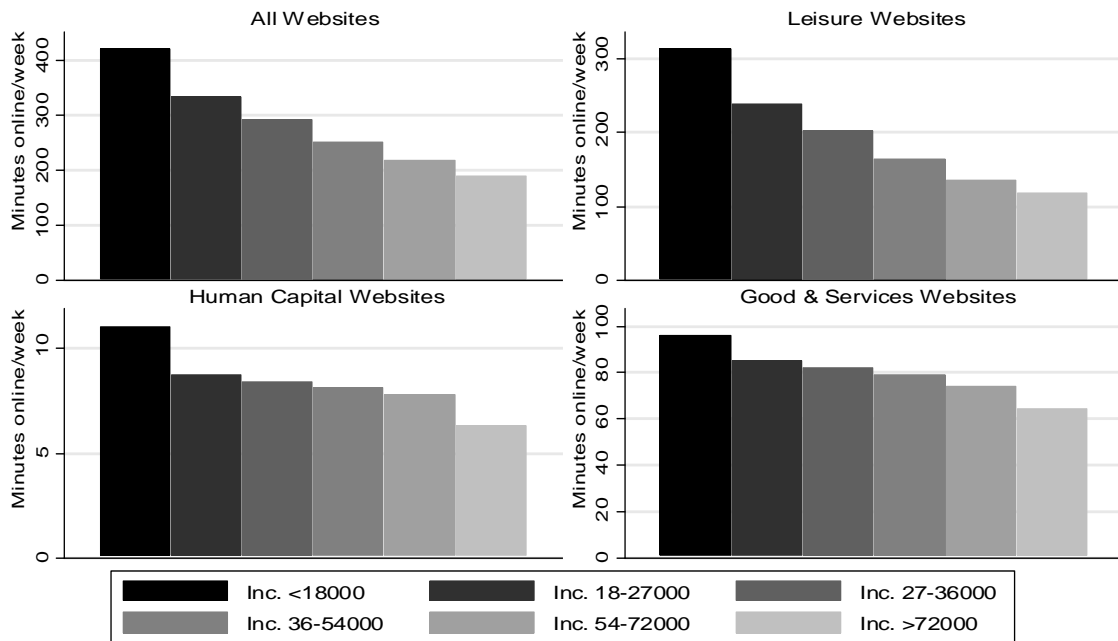 All Websites
Minutes online/week
400
300
200
100
0
Leisure Websites
Minutes online/week
300
200
100
0
Human Capital Websites
Minutes online/week
10
5
0
Good & Services Websites
Minutes online/week
100
80
60
40
20
0
Inc. <18000 Inc. 18-27000 Inc. 27-36000
Inc. 36-54000 Inc. 54-72000 Inc. >72000